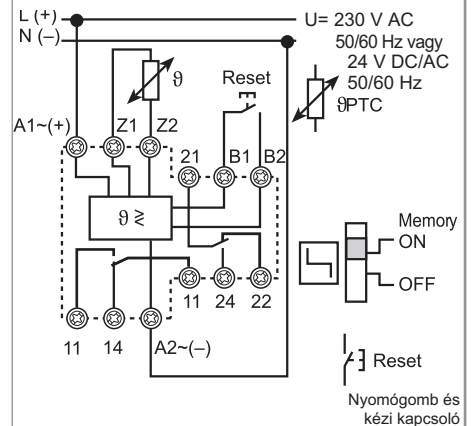 L (+)
N (–)
U= 230 V AC
50/60 Hz vagy
24 V DC/AC
50/60 Hz
ϑPTC
ϑ
Reset
A1~(+)
Z1
Z2
21
B1
B2
ϑ ≷
11
24
22
11
14
A2~(–)
Memory
ON
OFF
Reset
Nyomógomb és
kézi kapcsoló